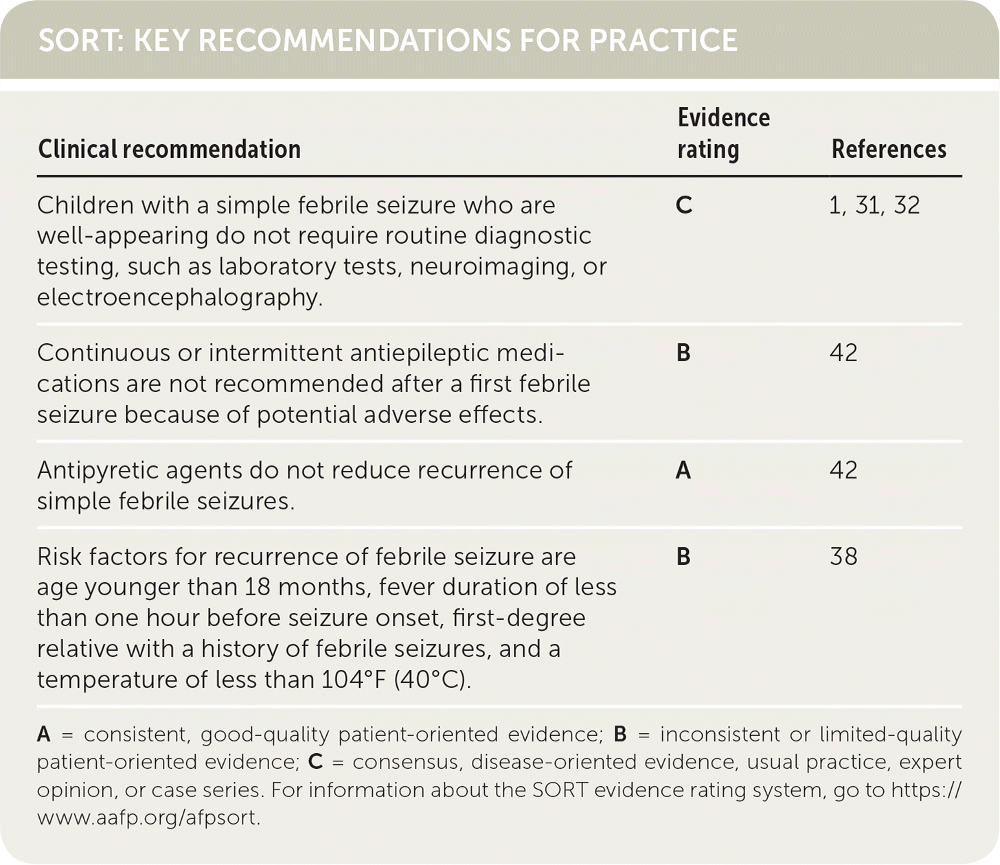 SORT: KEY RECOMMENDATIONS FOR PRACTICE
Evidence
Clinical recommendation rating References
Children with a simple febrile seizure who are C 1, 31, 32
well-appearing do not require routine diagnostic
testing, such as laboratory tests, neuroimaging, or
electroencephalography.
Continuous or intermittent antiepileptic medi- B 42
cations are not recommended after a first febrile
seizure because of potential adverse effects.
Antipyretic agents do not reduce recurrence of A 42
simple febrile seizures.
Risk factors for recurrence of febrile seizure are B 38
age younger than 18 months, fever duration of less
than one hour before seizure onset, first-degree
relative with a history of febrile seizures, and a
temperature of less than 104°F (40°C).
A = consistent, good-quality patient-oriented evidence; B = inconsistent or limited-quality
patient-oriented evidence; C = consensus, disease-oriented evidence, usual practice, expert
opinion, or case series. For information about the SORT evidence rating system, go to https://
www.aafp.org/afpsort.